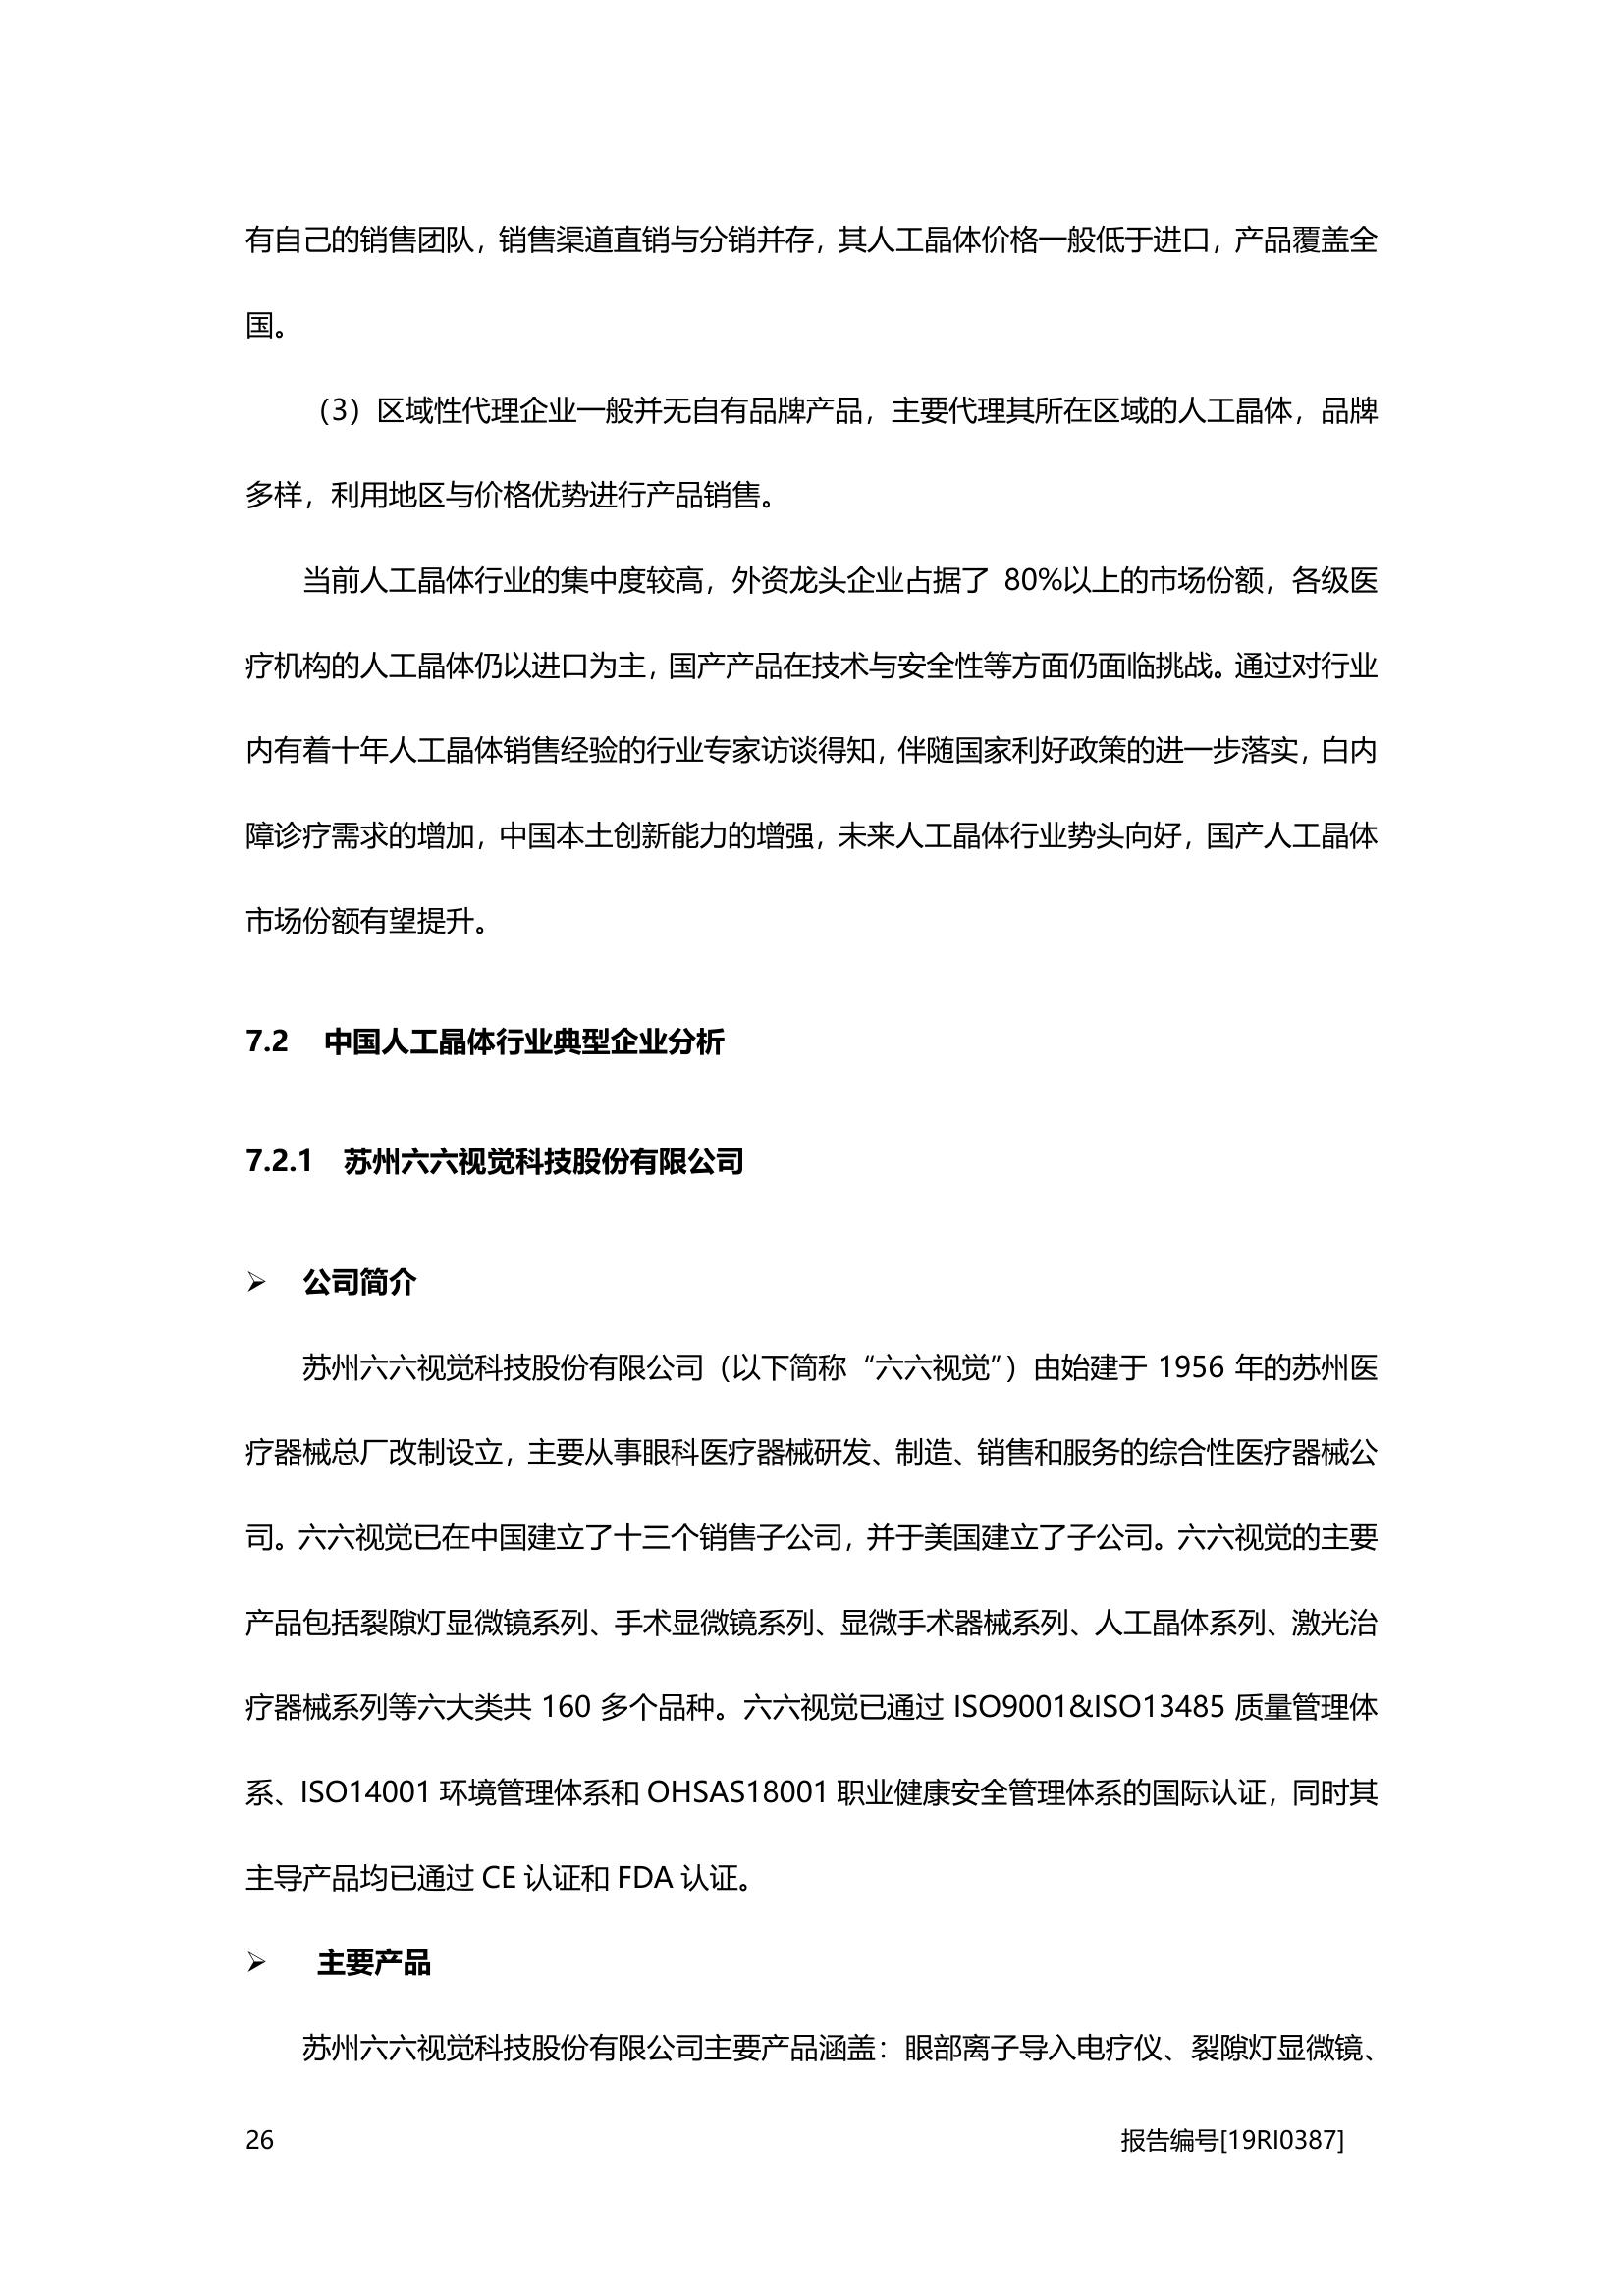 有自己的销售团队，销售渠道直销与分销并存，其人工晶体价格一般低于进口，产品覆盖全
国。
（3）区域性代理企业一般并无自有品牌产品，主要代理其所在区域的人工晶体，品牌
多样，利用地区与价格优势进行产品销售。
当前人工晶体行业的集中度较高，外资龙头企业占据了 80%以上的市场份额，各级医
疗机构的人工晶体仍以进口为主，国产产品在技术与安全性等方面仍面临挑战。通过对行业
内有着十年人工晶体销售经验的行业专家访谈得知，伴随国家利好政策的进一步落实，白内
障诊疗需求的增加，中国本土创新能力的增强，未来人工晶体行业势头向好，国产人工晶体
市场份额有望提升。
7.2 中国人工晶体行业典型企业分析
7.2.1 苏州六六视觉科技股份有限公司
➢ 公司简介
苏州六六视觉科技股份有限公司（以下简称“六六视觉”）由始建于 1956 年的苏州医
疗器械总厂改制设立，主要从事眼科医疗器械研发、制造、销售和服务的综合性医疗器械公
司。六六视觉已在中国建立了十三个销售子公司，并于美国建立了子公司。六六视觉的主要
产品包括裂隙灯显微镜系列、手术显微镜系列、显微手术器械系列、人工晶体系列、激光治
疗器械系列等六大类共 160 多个品种。六六视觉已通过 ISO9001&ISO13485 质量管理体
系、ISO14001 环境管理体系和 OHSAS18001 职业健康安全管理体系的国际认证，同时其
主导产品均已通过 CE 认证和 FDA 认证。
➢ 主要产品
苏州六六视觉科技股份有限公司主要产品涵盖：眼部离子导入电疗仪、裂隙灯显微镜、
26 报告编号[19RI0387]